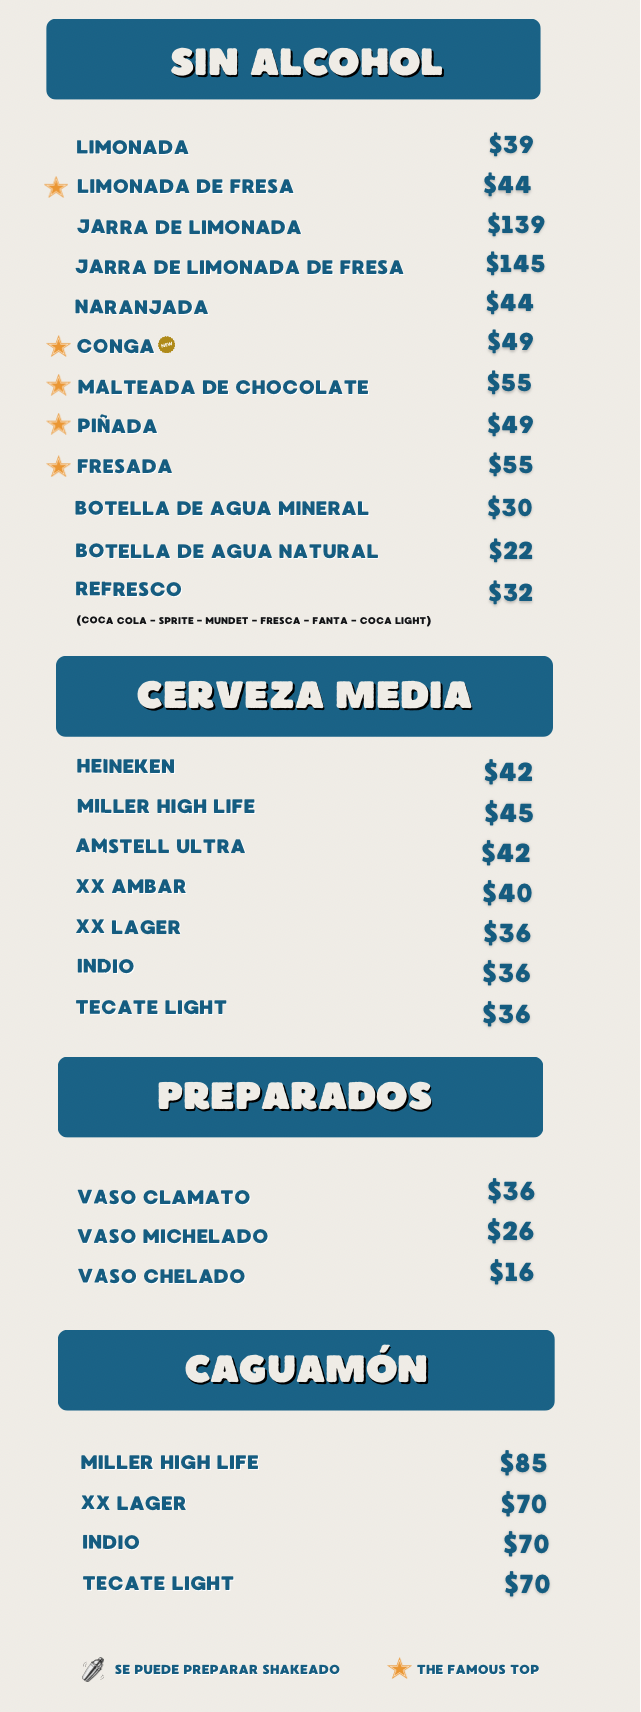 SIN ALCOHOL
LIMONADA $39
LIMONADA DE FRESA $44
JARRA DE LIMONADA $139
JARRA DE LIMONADA DE FRESA $145
NARANJADA $44
CONGA NEW $49
MALTEADA DE CHOCOLATE $55
PIÑADA $49
FRESADA $55
BOTELLA DE AGUA MINERAL $30
BOTELLA DE AGUA NATURAL $22
REFRESCO $32
(COCA COLA - SPRITE - MUNDET - FRESCA - FANTA - COCA LIGHT)
CERVEZA MEDIA
HEINEKEN $42
MILLER HIGH LIFE $45
AMSTELL ULTRA $42
XX AMBAR $40
XX LAGER $36
INDIO $36
TECATE LIGHT $36
PREPARADOS
VASO CLAMATO $36
VASO MICHELADO $26
VASO CHELADO $16
CAGUAMÓN
MILLER HIGH LIFE $85
XX LAGER $70
INDIO $70
TECATE LIGHT $70
SE PUEDE PREPARAR SHAKEADO THE FAMOUS TOP